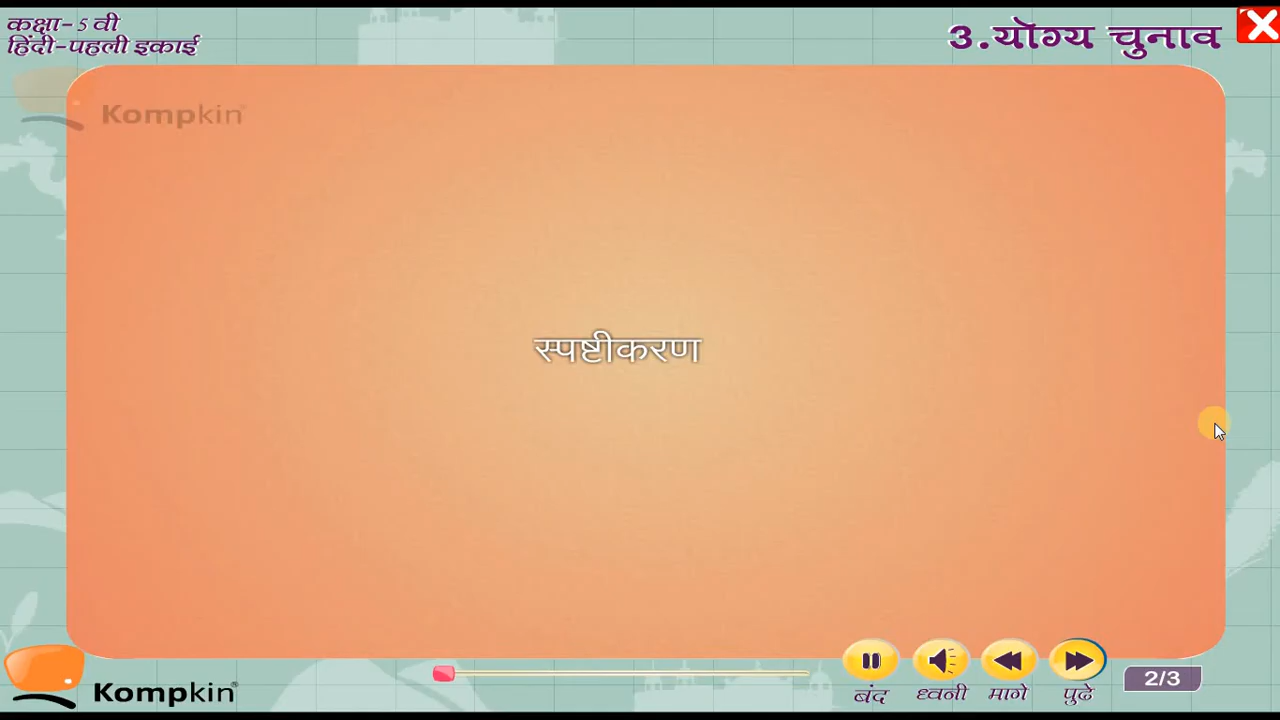 कक्षा- 5 वी
हिंदी-पहली इकाई
3.यॉग्य चुनाव
Kompkin
स्पष्टीकरण
Kompkin
बंद
ध्वनी
मागे
पुढे
2/3